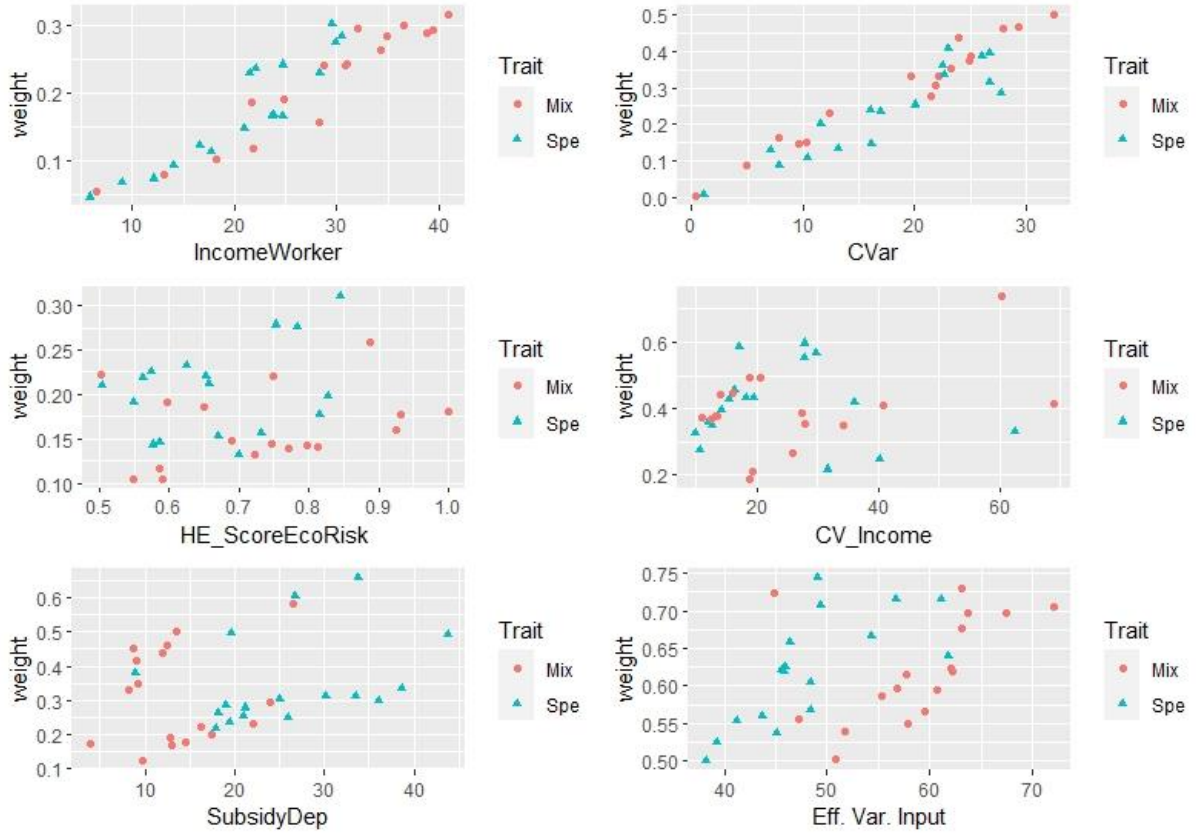 0.3
0.2
0.1
weight
10 20 30 40
IncomeWorker
Trait
Mix
Spe
0.5
0.4
0.3
0.2
0.1
0.0
weight
0 10 20 30
CVar
Trait
Mix
Spe
0.30
0.25
0.20
0.15
0.10
weight
0.5 0.6 0.7 0.8 0.9 1.0
HE_ScoreEcoRisk
Trait
Mix
Spe
0.6
0.4
0.2
weight
20 40 60
CV_Income
Trait
Mix
Spe
0.6
0.5
0.4
0.3
0.2
0.1
weight
10 20 30 40
SubsidyDep
Trait
Mix
Spe
0.75
0.70
0.65
0.60
0.55
0.50
weight
40 50 60 70
Eff. Var. Input
Trait
Mix
Spe